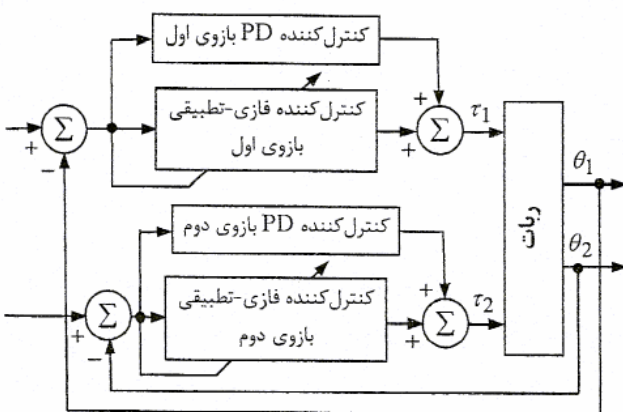 کنترل‌کننده PD بازوی اول
کنترل‌کننده فازی-تطبیقی
بازوی اول
Σ
+
−
+
+
Σ
τ1
θ1
ربات
θ2
کنترل‌کننده PD بازوی دوم
کنترل‌کننده فازی-تطبیقی
بازوی دوم
Σ
+
−
+
+
Σ
τ2